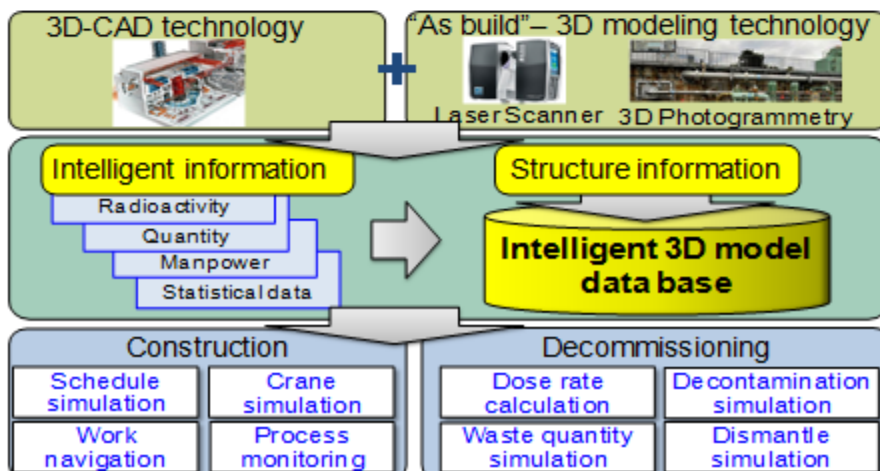 3D-CAD technology
“As build”– 3D modeling technology
+
Laser Scanner
3D Photogrammetry
Intelligent information
Structure information
Radioactivity
Quantity
Manpower
Statistical data
Intelligent 3D model
data base
Construction
Decommissioning
Schedule
simulation
Crane
simulation
Dose rate
calculation
Decontamination
simulation
Work
navigation
Process
monitoring
Waste quantity
simulation
Dismantle
simulation